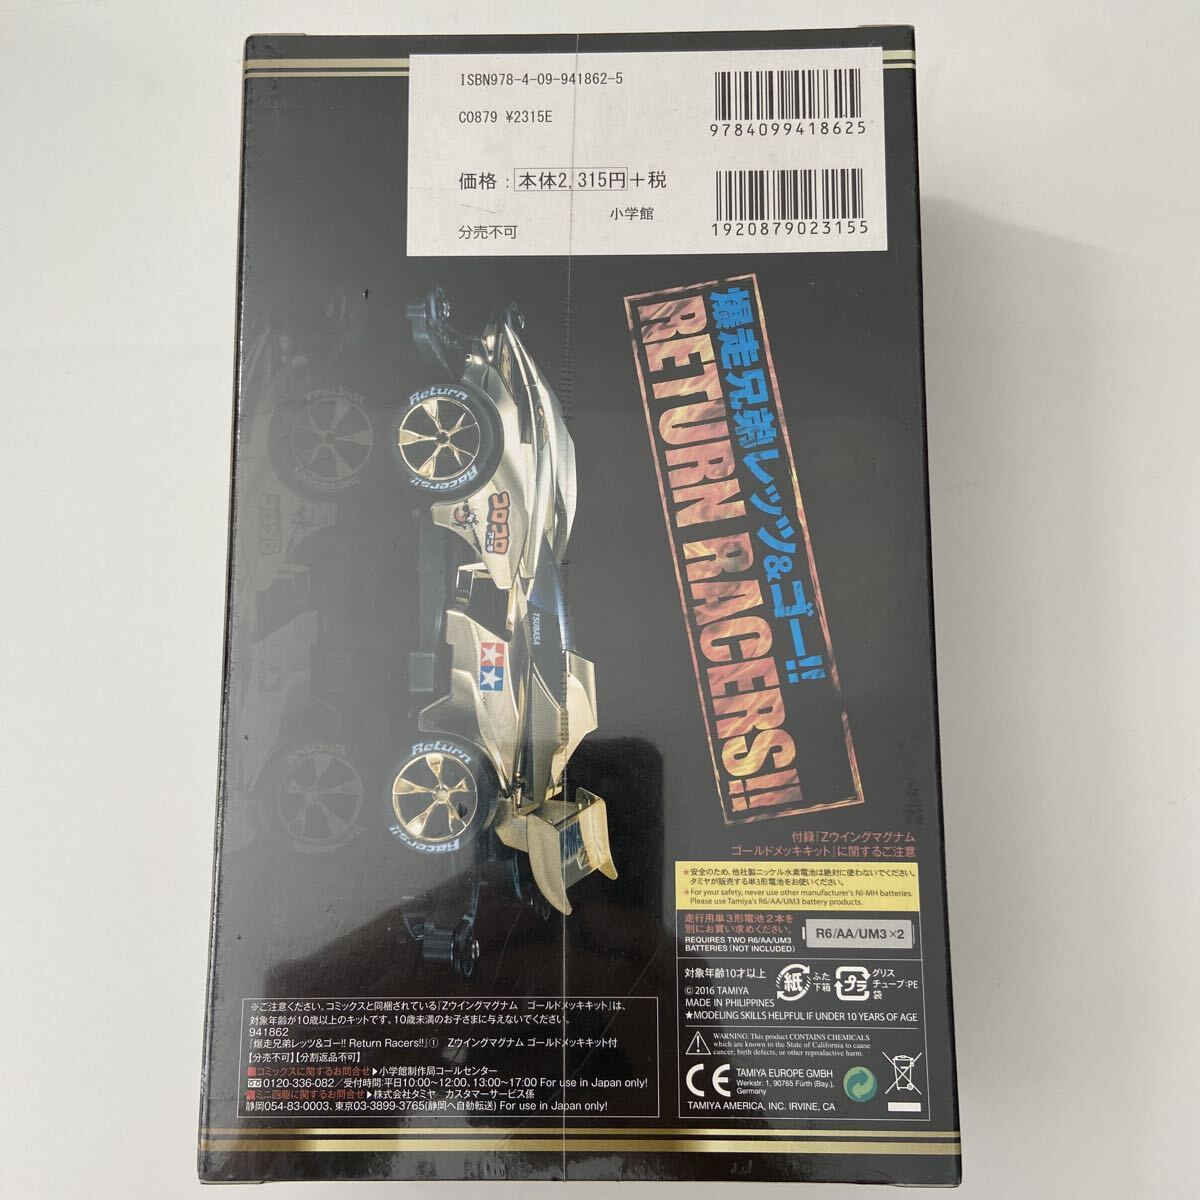 ISBN978-4-09-941862-5
C0879 ¥2315E
9784099418625
価格：本体2,315円＋税
小学館
分売不可
1920879023155
爆走兄弟レッツ&ゴー!!
RETURN RACERS!!
Return
Racers!!
コロコロ
アニキ
TSUBASA
Return
Racers!!
付録『Zウイングマグナム
ゴールドメッキキット』に関するご注意
★安全のため、他社製ニッケル水素電池は絶対に使わないでください。
タミヤが販売する単3形電池をお使いください。
★For your safety, never use other manufacturer's Ni-MH batteries.
Please use Tamiya's R6/AA/UM3 battery products.
走行用単3形電池2本を
別にお買い求めください。
REQUIRES TWO R6/AA/UM3
BATTERIES (NOT INCLUDED)
R6/AA/UM3×2
対象年齢10才以上
© 2016 TAMIYA
MADE IN PHILIPPINES
紙
ふた
下箱
プラ
グリス
チューブ:PE
袋
★MODELING SKILLS HELPFUL IF UNDER 10 YEARS OF AGE
WARNING: This product CONTAINS CHEMICALS
which are known to the State of California to cause
cancer, birth defects, or other reproductive harm.
CE
TAMIYA EUROPE GMBH
Werkstr. 1, 90765 Fürth (Bay.),
Germany
TAMIYA AMERICA, INC. IRVINE, CA
※ご注意ください。コミックスと同梱されている『Zウイングマグナム　ゴールドメッキキット』は、
対象年齢が10歳以上のキットです。10歳未満のお子さまに与えないでください。
941862
『爆走兄弟レッツ&ゴー!! Return Racers!!』①　Zウイングマグナム ゴールドメッキキット付
【分売不可】【分割返品不可】
■コミックスに関するお問合せ▶小学館制作局コールセンター
0120-336-082／受付時間:平日10:00〜12:00、13:00〜17:00 For use in Japan only!
■ミニ四駆に関するお問合せ▶株式会社タミヤ　カスタマーサービス係
静岡054-83-0003、東京03-3899-3765(静岡へ自動転送) For use in Japan only!